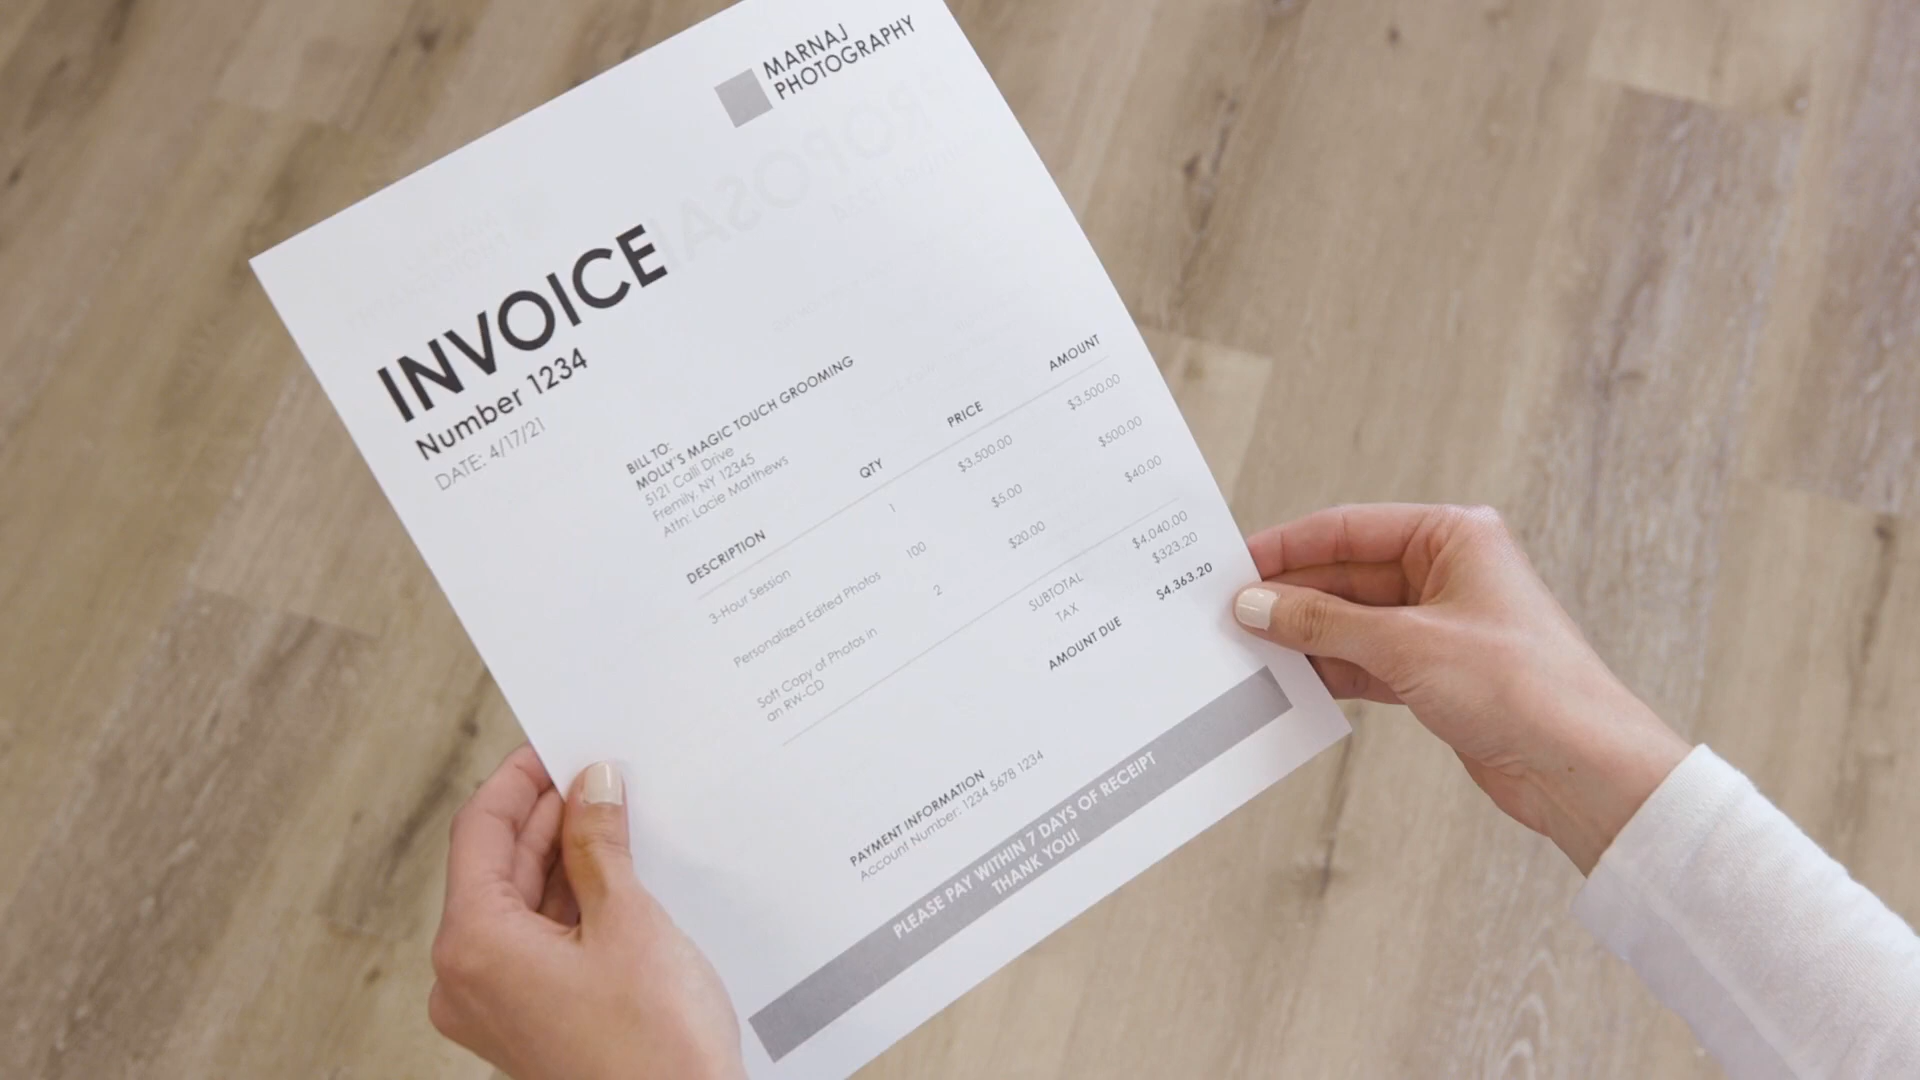 MARNAJ
PHOTOGRAPHY
PROPOSAL
INVOICE
Number 1234
DATE: 4/17/21
BILL TO:
MOLLY'S MAGIC TOUCH GROOMING
5121 Calli Drive
Fremily, NY 12345
Attn: Lacie Matthews
DESCRIPTION QTY PRICE AMOUNT
3-Hour Session 1 $3,500.00 $3,500.00
Personalized Edited Photos 100 $5.00 $500.00
Soft Copy of Photos in 2 $20.00 $40.00
an RW-CD
SUBTOTAL $4,040.00
TAX $323.20
AMOUNT DUE $4,363.20
PAYMENT INFORMATION
Account Number: 1234 5678 1234
PLEASE PAY WITHIN 7 DAYS OF RECEIPT
THANK YOU!